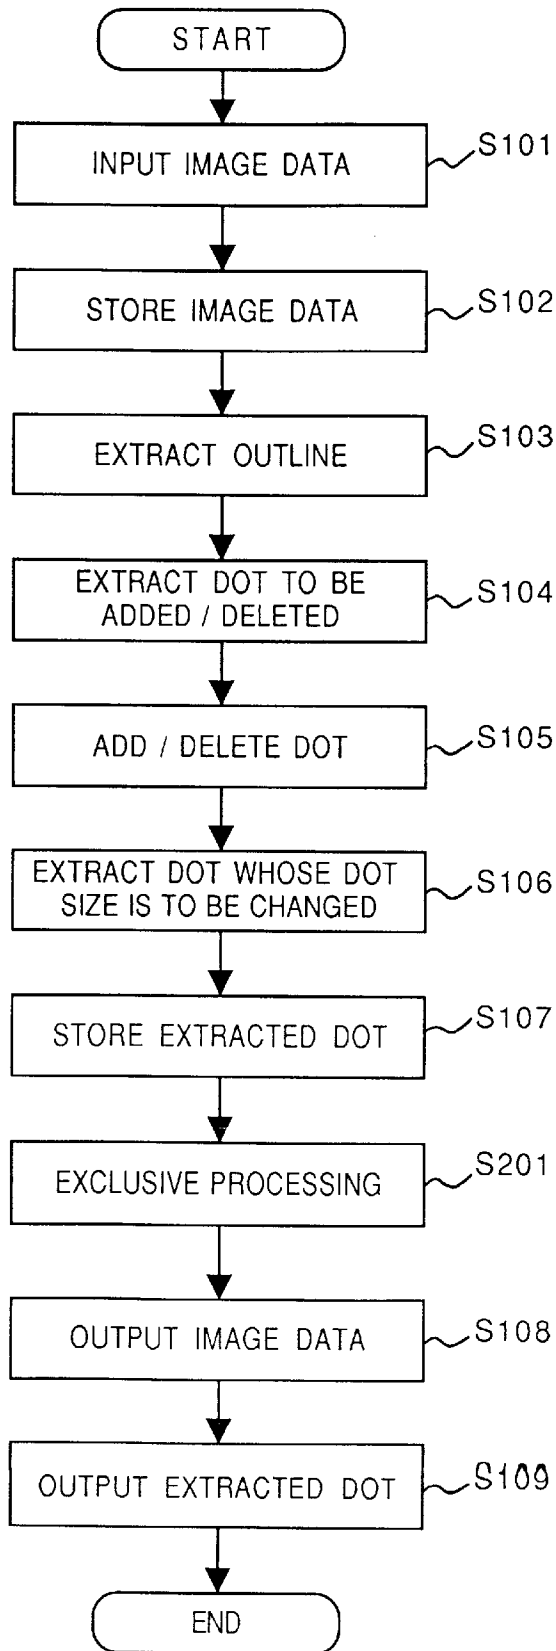 START
INPUT IMAGE DATA
S101
STORE IMAGE DATA
S102
EXTRACT OUTLINE
S103
EXTRACT DOT TO BE
ADDED / DELETED
S104
ADD / DELETE DOT
S105
EXTRACT DOT WHOSE DOT
SIZE IS TO BE CHANGED
S106
STORE EXTRACTED DOT
S107
EXCLUSIVE PROCESSING
S201
OUTPUT IMAGE DATA
S108
OUTPUT EXTRACTED DOT
S109
END